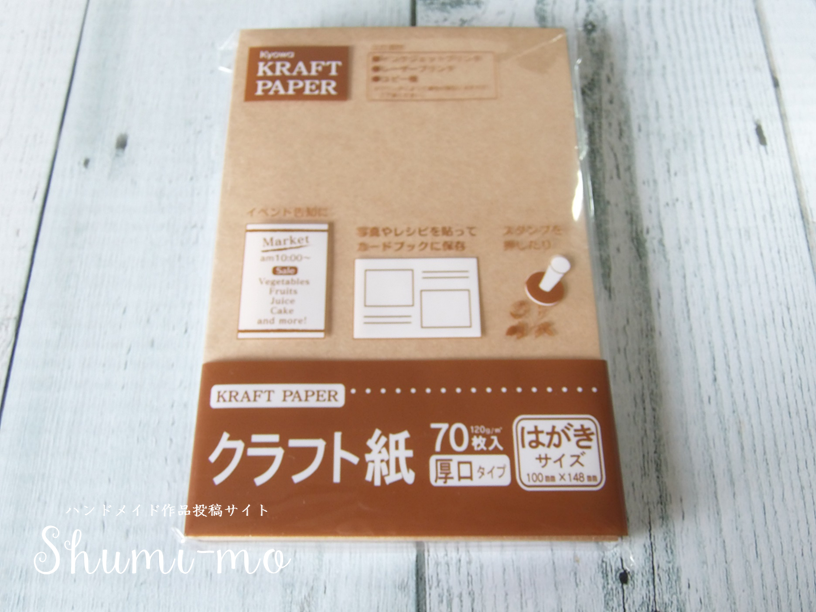 Kyowa
KRAFT
PAPER
●インクジェットプリンタ
●レーザープリンタ
●コピー機
イベント告知に
Market
am10:00〜
Sale
Vegetables
Fruits
Juice
Cake
and more!
写真やレシピを貼って
カードブックに保存
スタンプを
押したり
KRAFT PAPER
クラフト紙
70枚入
120g/㎡
厚口タイプ
はがき
サイズ
100mm×148mm
ハンドメイド作品投稿サイト
Shumi-mo